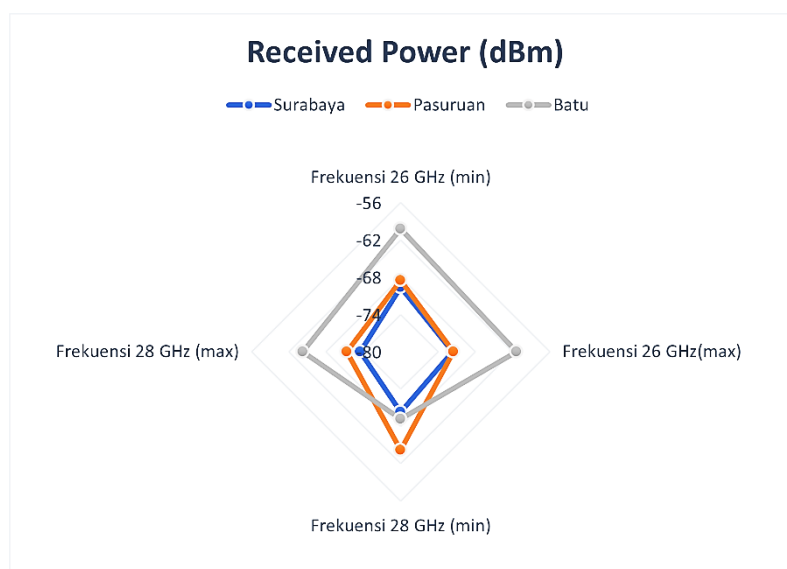 Received Power (dBm)
Surabaya Pasuruan Batu
Frekuensi 26 GHz (min)
-56
-62
-68
-74
Frekuensi 28 GHz (max) -80 Frekuensi 26 GHz(max)
Frekuensi 28 GHz (min)